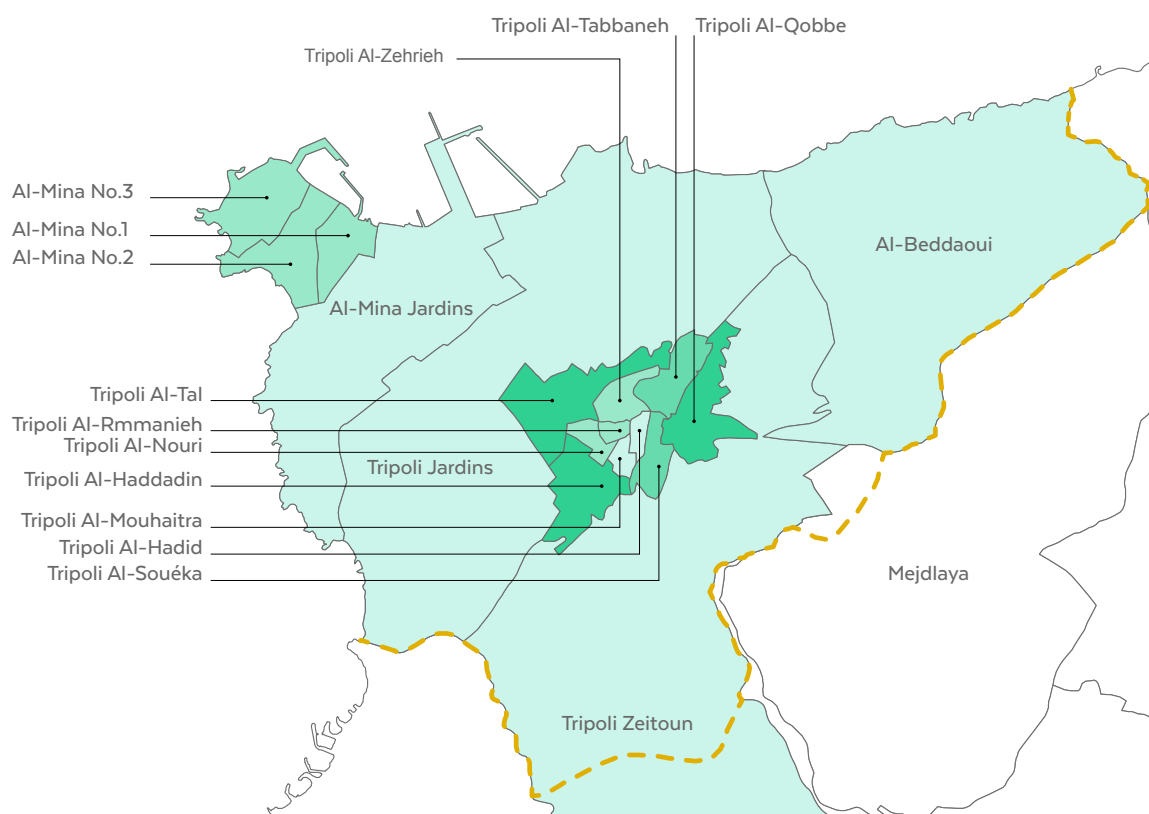 Tripoli Al-Tabbaneh
Tripoli Al-Qobbe
Tripoli Al-Zehrieh
Al-Mina No.3
Al-Mina No.1
Al-Mina No.2
Al-Beddaoui
Al-Mina Jardins
Tripoli Al-Tal
Tripoli Al-Rmmanieh
Tripoli Al-Nouri
Tripoli Jardins
Tripoli Al-Haddadin
Tripoli Al-Mouhaitra
Tripoli Al-Hadid
Tripoli Al-Souéka
Mejdlaya
Tripoli Zeitoun